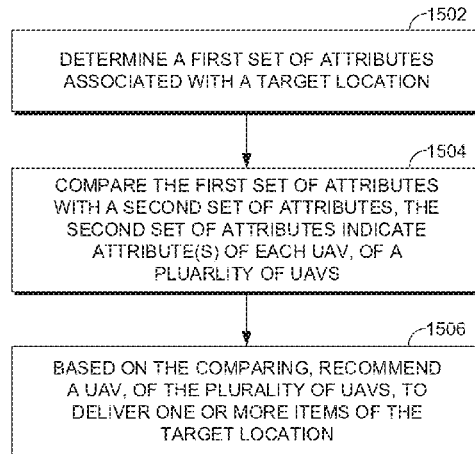 1502
DETERMINE A FIRST SET OF ATTRIBUTES
ASSOCIATED WITH A TARGET LOCATION
1504
COMPARE THE FIRST SET OF ATTRIBUTES
WITH A SECOND SET OF ATTRIBUTES, THE
SECOND SET OF ATTRIBUTES INDICATE
ATTRIBUTE(S) OF EACH UAV, OF A
PLUARLITY OF UAVS
1506
BASED ON THE COMPARING, RECOMMEND
A UAV, OF THE PLURALITY OF UAVS, TO
DELIVER ONE OR MORE ITEMS OF THE
TARGET LOCATION